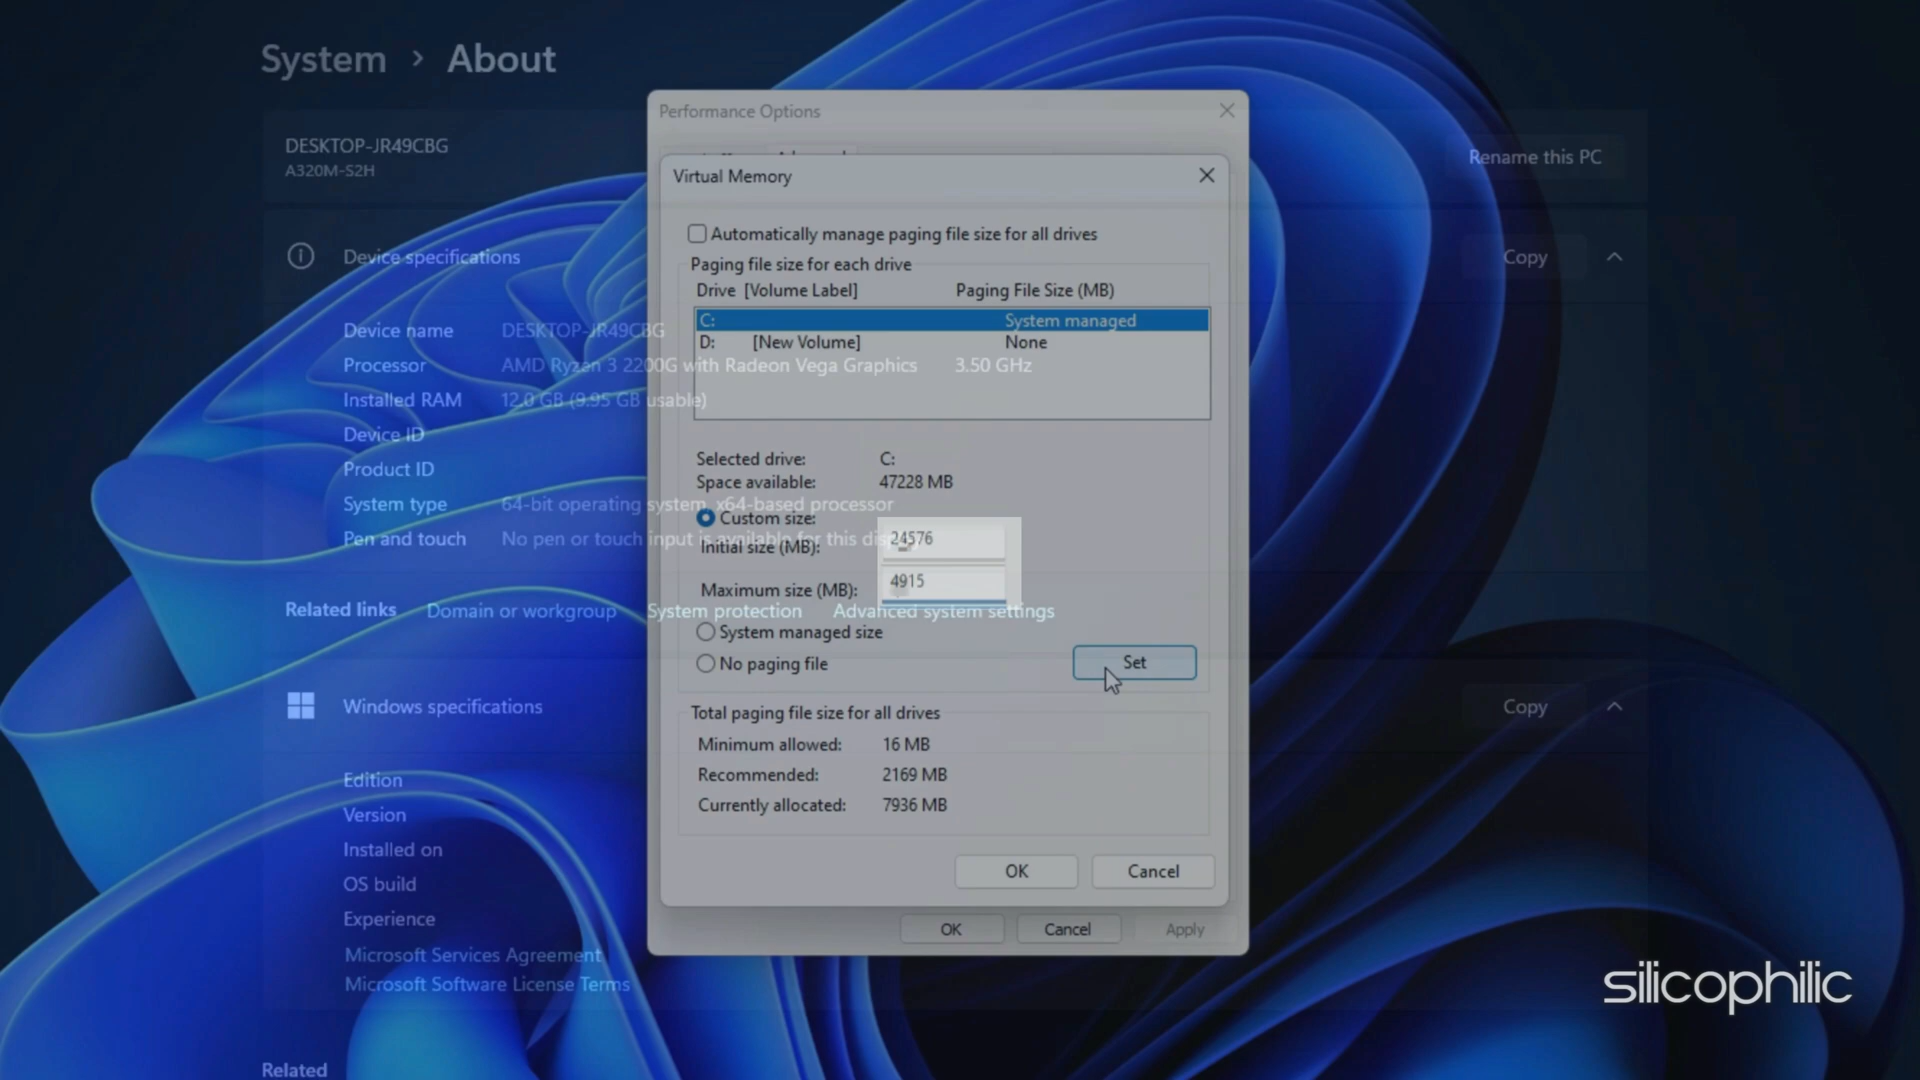 System > About
DESKTOP-JR49CBG
A320M-S2H
Rename this PC
Device specifications
Copy
Device name DESKTOP-JR49CBG
Processor AMD Ryzen 3 2200G with Radeon Vega Graphics 3.50 GHz
Installed RAM 12.0 GB (9.95 GB usable)
Device ID
Product ID
System type 64-bit operating system, x64-based processor
Pen and touch No pen or touch input is available for this
Related links Domain or workgroup System protection Advanced system settings
Windows specifications
Copy
Edition
Version
Installed on
OS build
Experience
Microsoft Services Agreement
Microsoft Software License Terms
Related
Performance Options
Virtual Memory
Automatically manage paging file size for all drives
Paging file size for each drive
Drive [Volume Label] Paging File Size (MB)
C: System managed
D: [New Volume] None
Selected drive: C:
Space available: 47228 MB
Custom size:
Initial size (MB): 24576
Maximum size (MB): 4915
System managed size
No paging file
Set
Total paging file size for all drives
Minimum allowed: 16 MB
Recommended: 2169 MB
Currently allocated: 7936 MB
OK Cancel
OK Cancel Apply
silicophilic